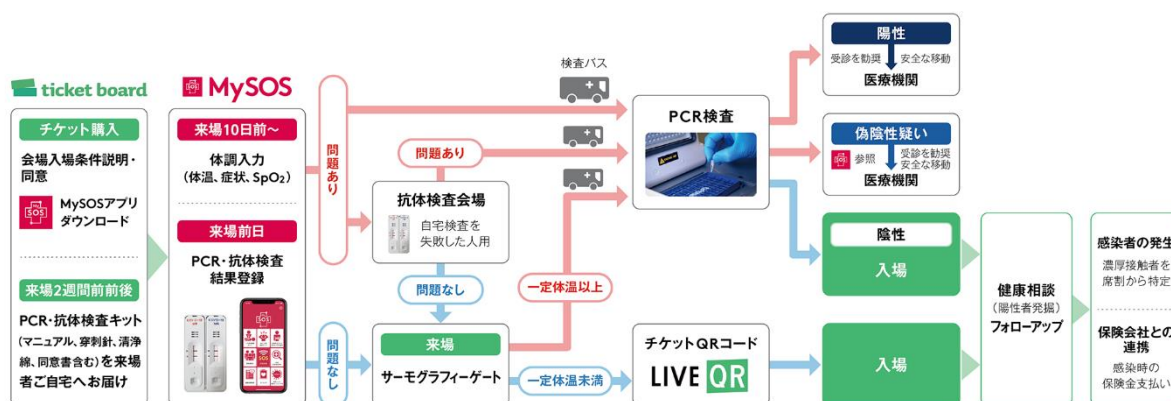 ticket board
チケット購入
会場入場条件説明・
同意
MySOSアプリ
ダウンロード
来場2週間前前後
PCR・抗体検査キット
(マニュアル、穿刺針、清浄
綿、同意書含む)を来場
者ご自宅へお届け
MySOS
来場10日前〜
体調入力
(体温、症状、SpO2)
来場前日
PCR・抗体検査
結果登録
SOS
問題あり
問題なし
問題あり
抗体検査会場
自宅検査を
失敗した人用
問題なし
来場
サーモグラフィーゲート
一定体温以上
一定体温未満
検査バス
PCR検査
チケットQRコード
LIVE QR
陽性
受診を勧奨
安全な移動
医療機関
偽陰性疑い
参照
受診を勧奨
安全な移動
医療機関
陰性
入場
入場
健康相談
(陽性者発掘)
フォローアップ
感染者の発生
濃厚接触者を
席割から特定
保険会社との
連携
感染時の
保険金支払い